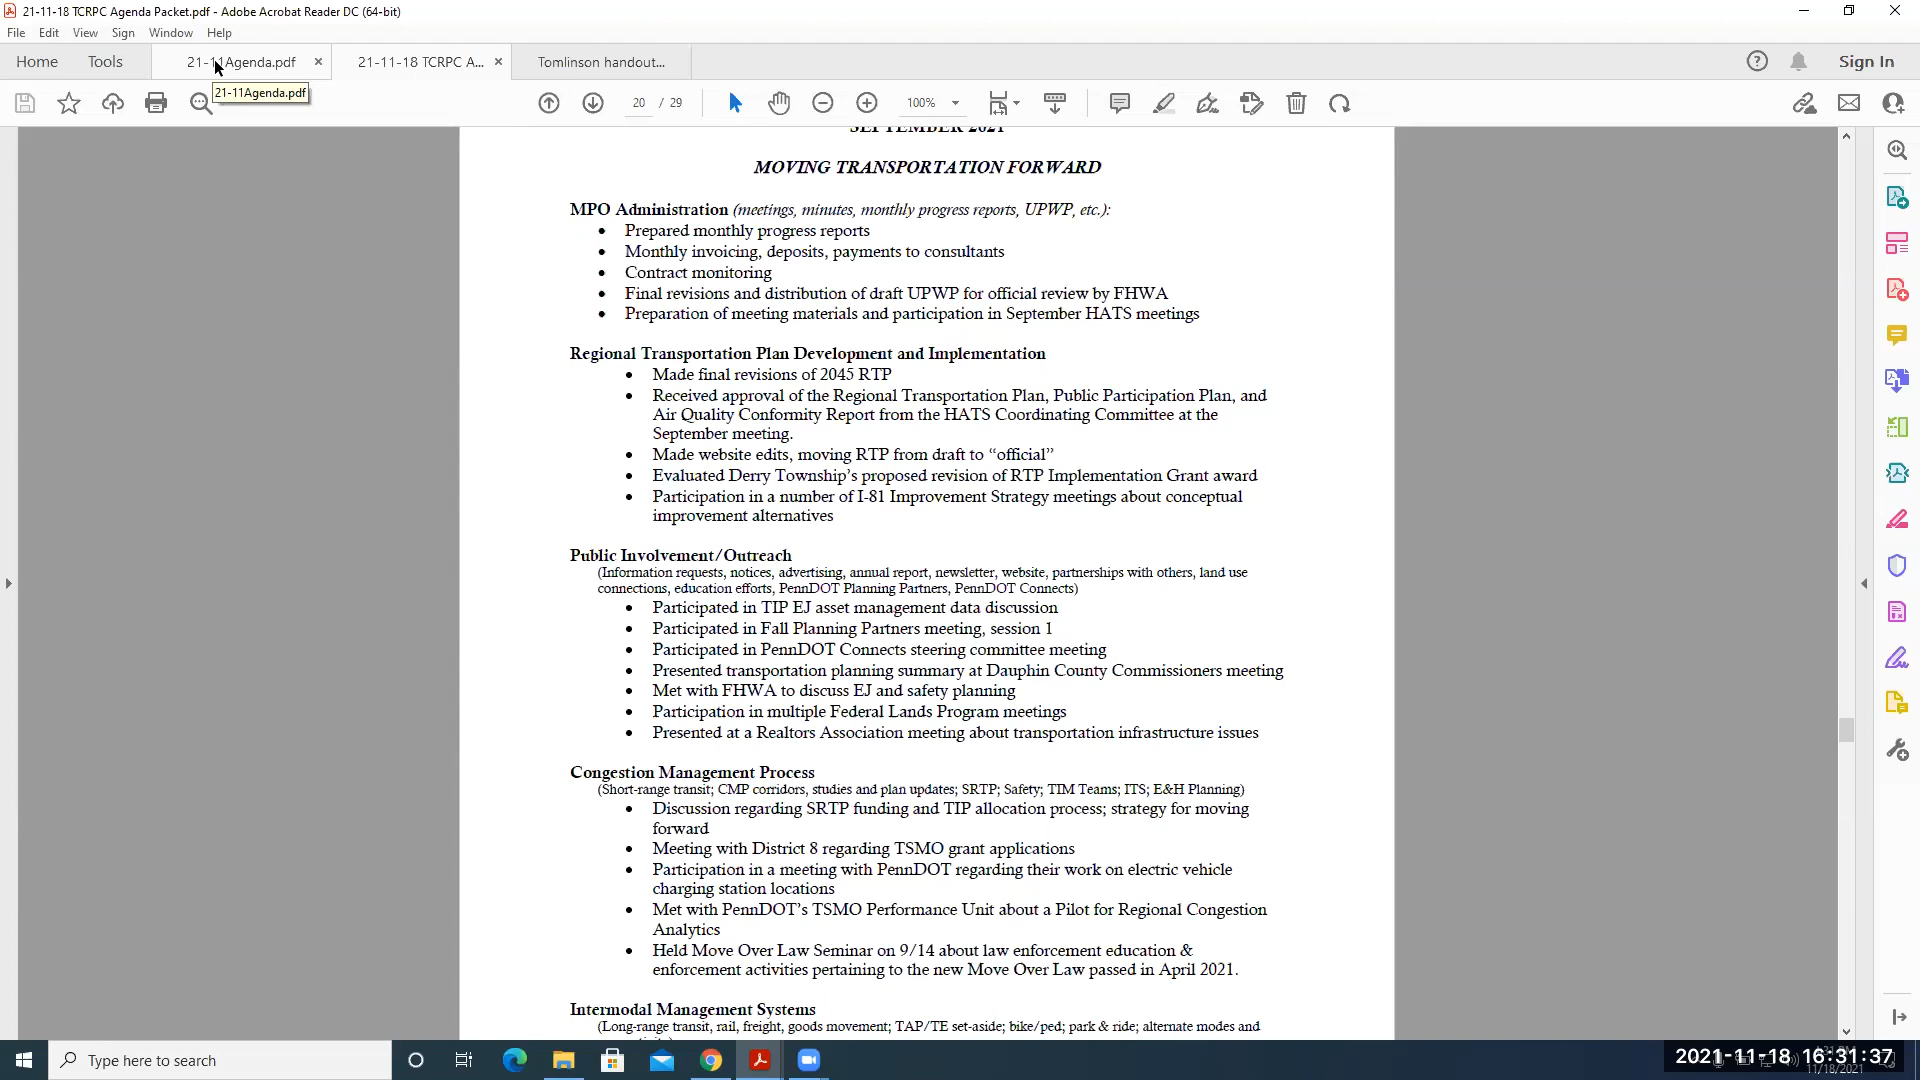 21-11-18 TCRPC Agenda Packet.pdf - Adobe Acrobat Reader DC (64-bit)
File Edit View Sign Window Help
Home Tools 21-11Agenda.pdf 21-11-18 TCRPC A... Tomlinson handout... Sign In
21-11Agenda.pdf
20 / 29 100%
SEPTEMBER 2021
MOVING TRANSPORTATION FORWARD
MPO Administration (meetings, minutes, monthly progress reports, UPWP, etc.):
• Prepared monthly progress reports
• Monthly invoicing, deposits, payments to consultants
• Contract monitoring
• Final revisions and distribution of draft UPWP for official review by FHWA
• Preparation of meeting materials and participation in September HATS meetings
Regional Transportation Plan Development and Implementation
• Made final revisions of 2045 RTP
• Received approval of the Regional Transportation Plan, Public Participation Plan, and
Air Quality Conformity Report from the HATS Coordinating Committee at the
September meeting.
• Made website edits, moving RTP from draft to “official”
• Evaluated Derry Township’s proposed revision of RTP Implementation Grant award
• Participation in a number of I-81 Improvement Strategy meetings about conceptual
improvement alternatives
Public Involvement/Outreach
(Information requests, notices, advertising, annual report, newsletter, website, partnerships with others, land use
connections, education efforts, PennDOT Planning Partners, PennDOT Connects)
• Participated in TIP EJ asset management data discussion
• Participated in Fall Planning Partners meeting, session 1
• Participated in PennDOT Connects steering committee meeting
• Presented transportation planning summary at Dauphin County Commissioners meeting
• Met with FHWA to discuss EJ and safety planning
• Participation in multiple Federal Lands Program meetings
• Presented at a Realtors Association meeting about transportation infrastructure issues
Congestion Management Process
(Short-range transit; CMP corridors, studies and plan updates; SRTP; Safety; TIM Teams; ITS; E&H Planning)
• Discussion regarding SRTP funding and TIP allocation process; strategy for moving
forward
• Meeting with District 8 regarding TSMO grant applications
• Participation in a meeting with PennDOT regarding their work on electric vehicle
charging station locations
• Met with PennDOT’s TSMO Performance Unit about a Pilot for Regional Congestion
Analytics
• Held Move Over Law Seminar on 9/14 about law enforcement education &
enforcement activities pertaining to the new Move Over Law passed in April 2021.
Intermodal Management Systems
(Long-range transit, rail, freight, goods movement; TAP/TE set-aside; bike/ped; park & ride; alternate modes and
Type here to search
2021-11-18 16:31:37
11/18/2021